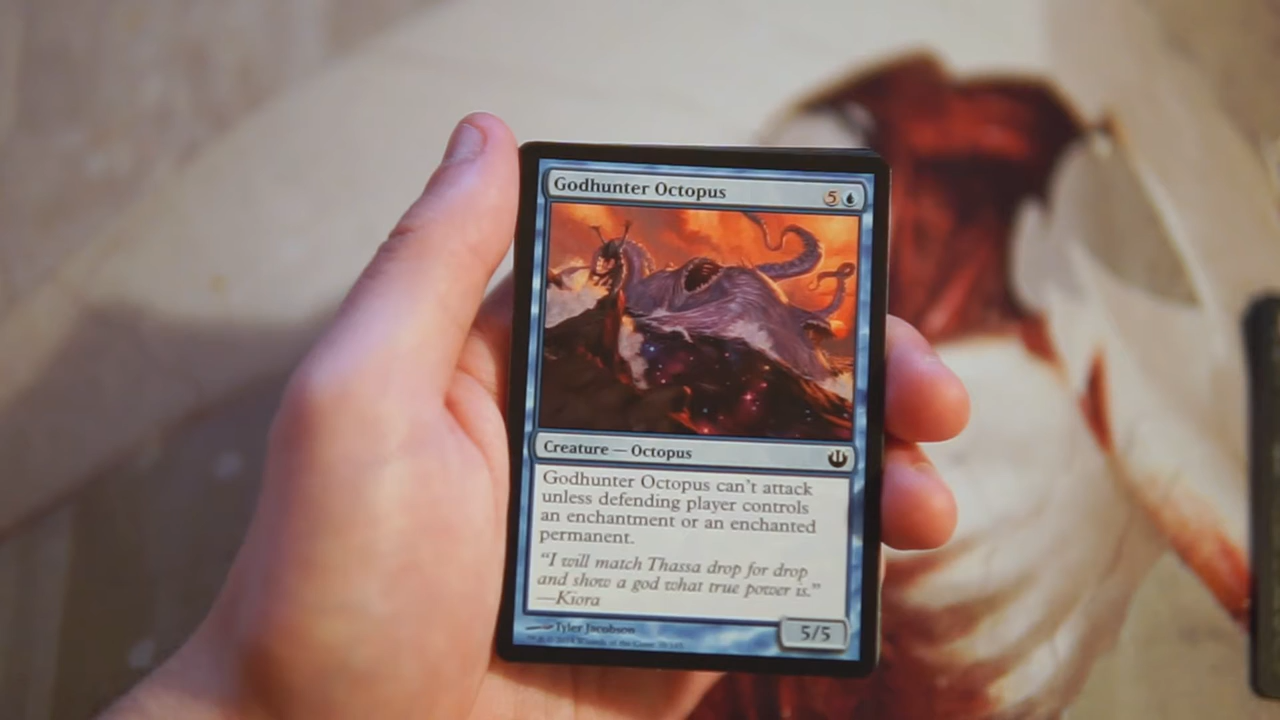 Godhunter Octopus 5
Creature — Octopus
Godhunter Octopus can't attack
unless defending player controls
an enchantment or an enchanted
permanent.
"I will match Thassa drop for drop
and show a god what true power is."
—Kiora
Tyler Jacobson
5/5